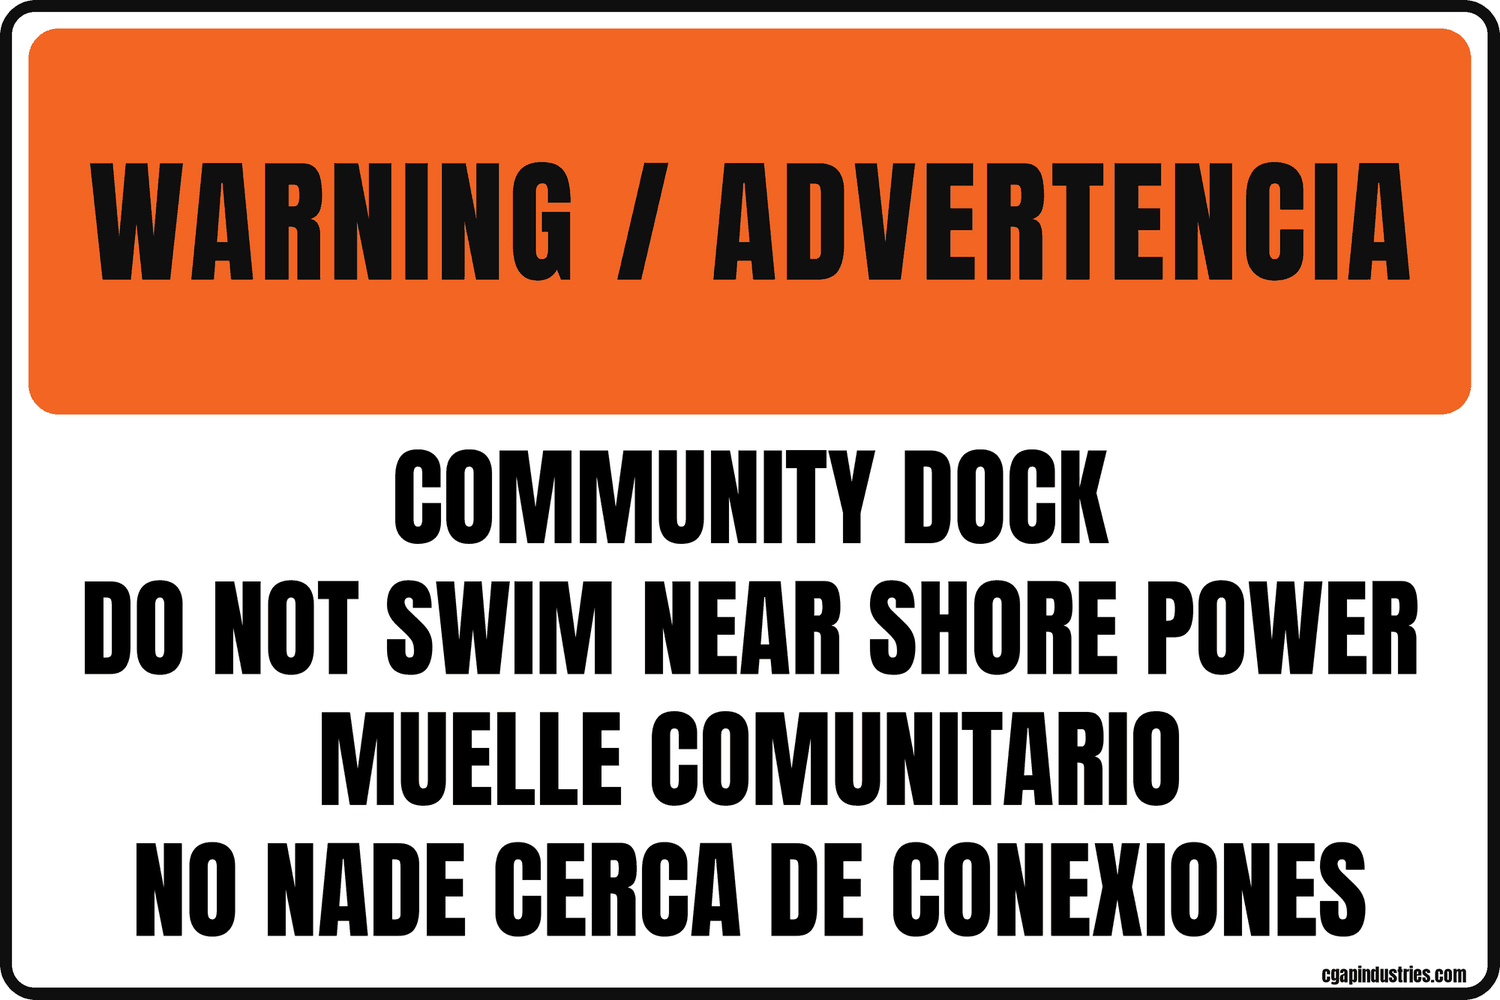 WARNING / ADVERTENCIA
COMMUNITY DOCK
DO NOT SWIM NEAR SHORE POWER
MUELLE COMUNITARIO
NO NADE CERCA DE CONEXIONES
cgapindustries.com